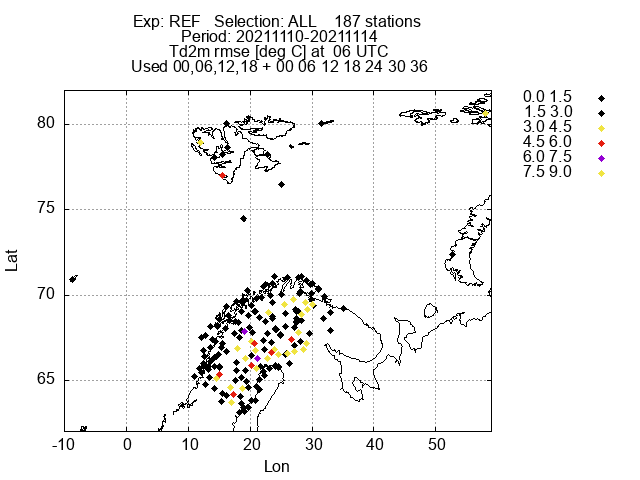 Exp: REF Selection: ALL 187 stations
Period: 20211110-20211114
Td2m rmse [deg C] at 06 UTC
Used 00,06,12,18 + 00 06 12 18 24 30 36
0.0 1.5
1.5 3.0
3.0 4.5
4.5 6.0
6.0 7.5
7.5 9.0
80
75
70
65
Lat
-10 0 10 20 30 40 50
Lon